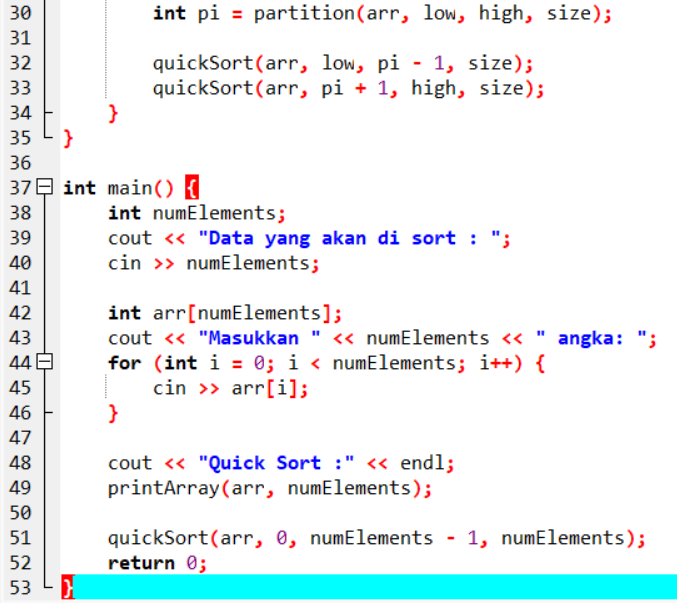 30 int pi = partition(arr, low, high, size);
31
32 quickSort(arr, low, pi - 1, size);
33 quickSort(arr, pi + 1, high, size);
34 }
35 }
36
37 int main() {
38 int numElements;
39 cout << "Data yang akan di sort : ";
40 cin >> numElements;
41
42 int arr[numElements];
43 cout << "Masukkan " << numElements << " angka: ";
44 for (int i = 0; i < numElements; i++) {
45 cin >> arr[i];
46 }
47
48 cout << "Quick Sort :" << endl;
49 printArray(arr, numElements);
50
51 quickSort(arr, 0, numElements - 1, numElements);
52 return 0;
53 }